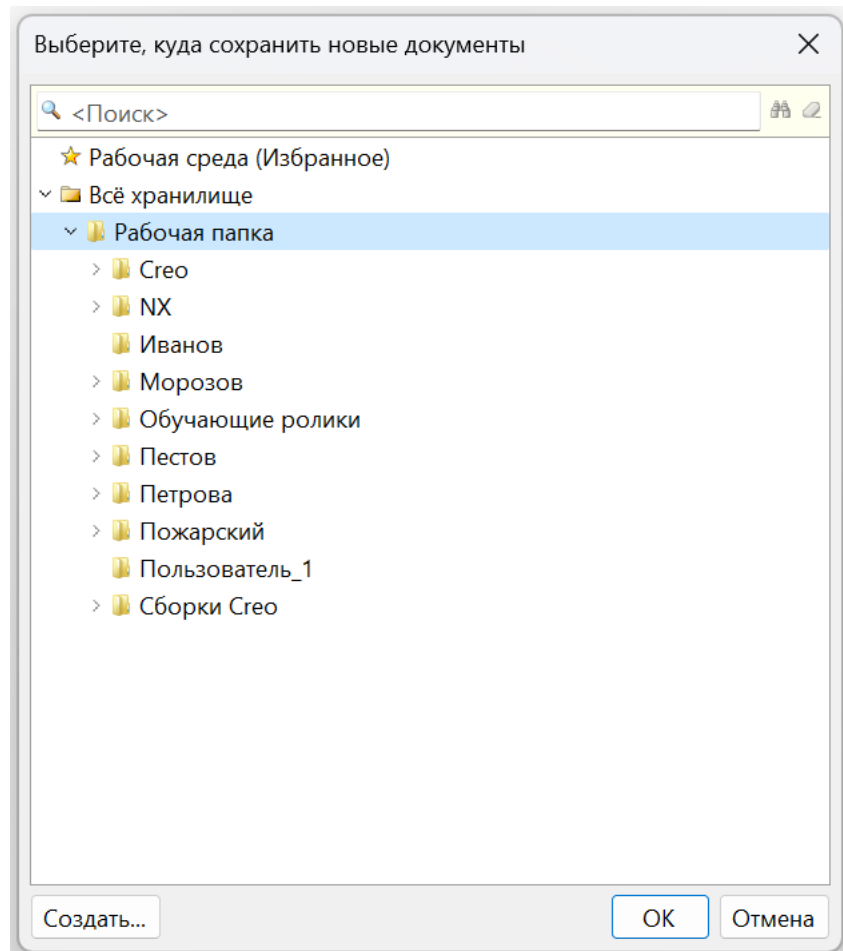 Выберите, куда сохранить новые документы
<Поиск>
Рабочая среда (Избранное)
Всё хранилище
Рабочая папка
Creo
NX
Иванов
Морозов
Обучающие ролики
Пестов
Петрова
Пожарский
Пользователь_1
Сборки Creo
Создать... ОК Отмена